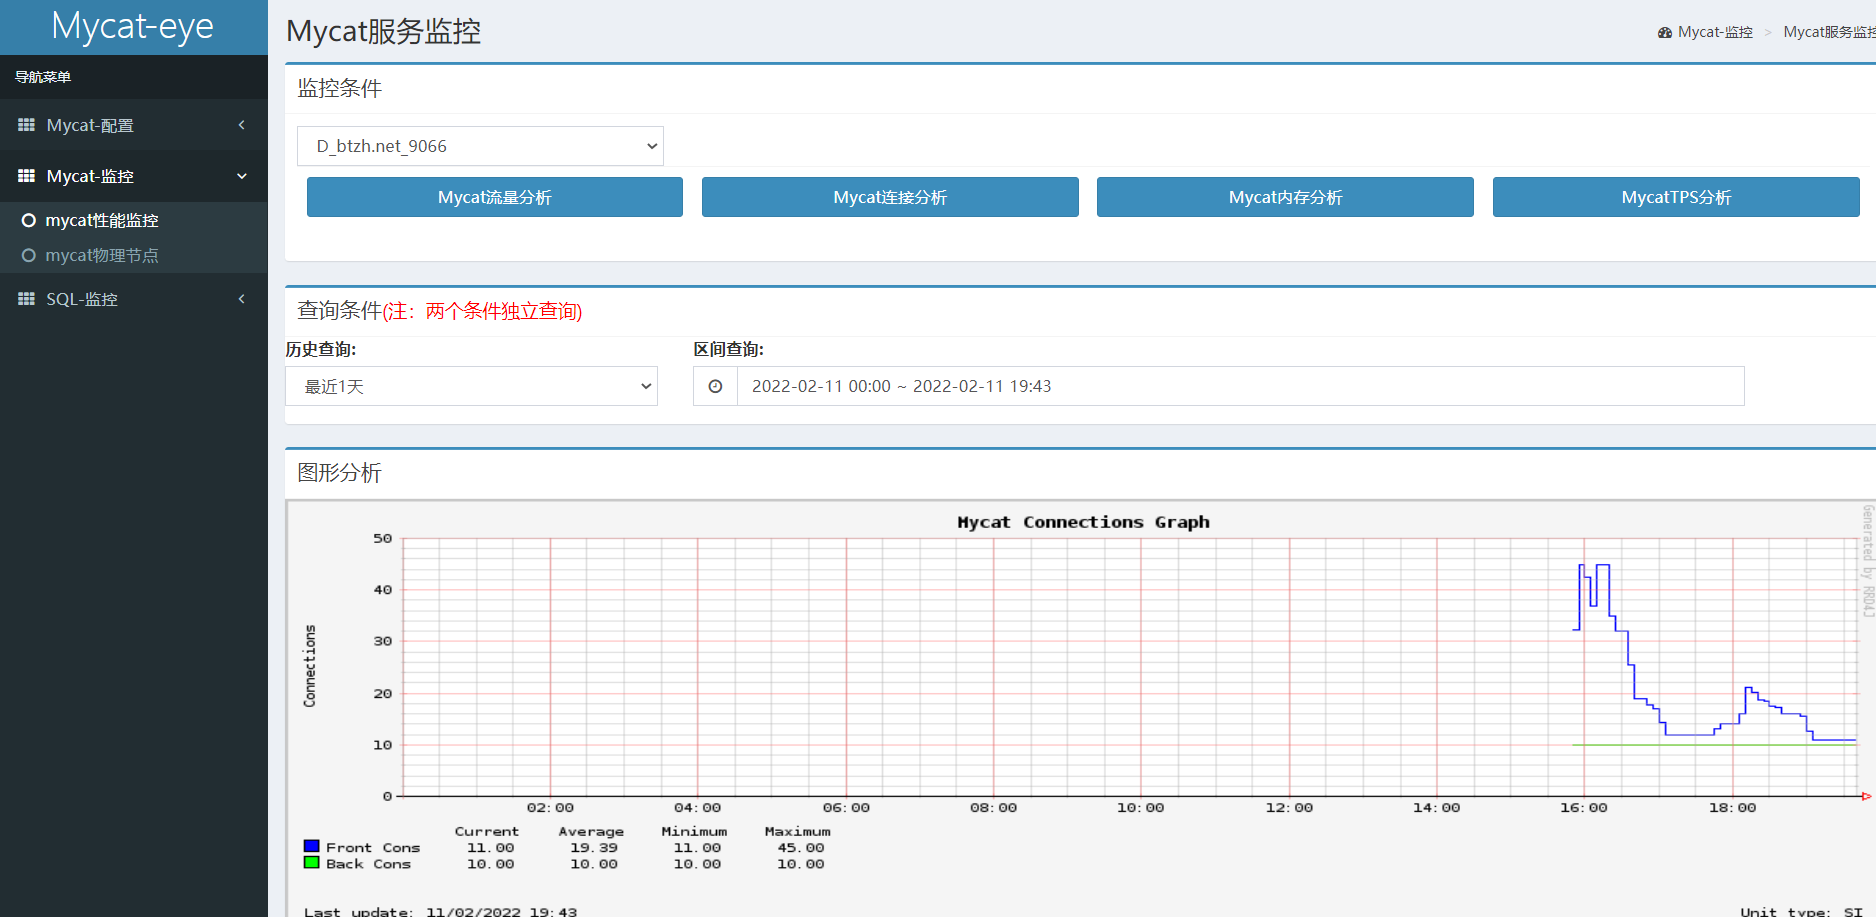 Mycat-eye
导航菜单
Mycat-配置
Mycat-监控
mycat性能监控
mycat物理节点
SQL-监控
Mycat服务监控
Mycat-监控 > Mycat服务监控
监控条件
D_btzh.net_9066
Mycat流量分析 Mycat连接分析 Mycat内存分析 MycatTPS分析
查询条件(注：两个条件独立查询)
历史查询: 区间查询:
最近1天 2022-02-11 00:00 ~ 2022-02-11 19:43
图形分析
Mycat Connections Graph
Generated by RRD4J
Connections
50
40
30
20
10
0
02:00 04:00 06:00 08:00 10:00 12:00 14:00 16:00 18:00
Current Average Minimum Maximum
Front Cons 11.00 19.39 11.00 45.00
Back Cons 10.00 10.00 10.00 10.00
Last update: 11/02/2022 19:43 Unit type: SI